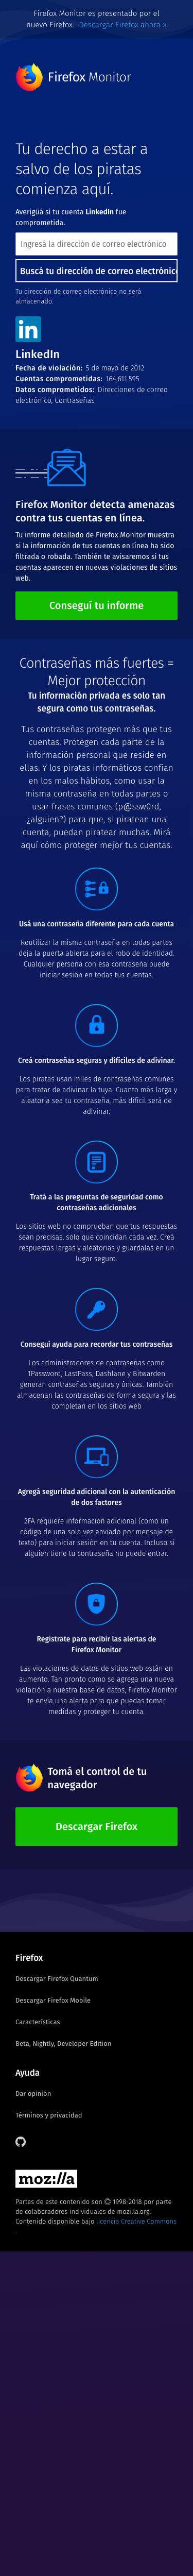 Firefox Monitor es presentado por el
nuevo Firefox. Descargar Firefox ahora »
Firefox Monitor
Tu derecho a estar a
salvo de los piratas
comienza aquí.
Averigüá si tu cuenta LinkedIn fue
comprometida.
Ingresá la dirección de correo electrónico
Buscá tu dirección de correo electrónico
Tu dirección de correo electrónico no será
almacenado.
in
LinkedIn
Fecha de violación: 5 de mayo de 2012
Cuentas comprometidas: 164.611.595
Datos comprometidos: Direcciones de correo
electrónico, Contraseñas
Firefox Monitor detecta amenazas
contra tus cuentas en línea.
Tu informe detallado de Firefox Monitor muestra
si la información de tus cuentas en línea ha sido
filtrada o robada. También te avisaremos si tus
cuentas aparecen en nuevas violaciones de sitios
web.
Conseguí tu informe
Contraseñas más fuertes =
Mejor protección
Tu información privada es solo tan
segura como tus contraseñas.
Tus contraseñas protegen más que tus
cuentas. Protegen cada parte de la
información personal que reside en
ellas. Y los piratas informáticos confían
en los malos hábitos, como usar la
misma contraseña en todas partes o
usar frases comunes (p@ssw0rd,
¿alguien?) para que, si piratean una
cuenta, puedan piratear muchas. Mirá
aquí cómo proteger mejor tus cuentas.
Usá una contraseña diferente para cada cuenta
Reutilizar la misma contraseña en todas partes
deja la puerta abierta para el robo de identidad.
Cualquier persona con esa contraseña puede
iniciar sesión en todas tus cuentas.
Creá contraseñas seguras y difíciles de adivinar.
Los piratas usan miles de contraseñas comunes
para tratar de adivinar la tuya. Cuanto más larga y
aleatoria sea tu contraseña, más difícil será de
adivinar.
Tratá a las preguntas de seguridad como
contraseñas adicionales
Los sitios web no comprueban que tus respuestas
sean precisas, solo que coincidan cada vez. Creá
respuestas largas y aleatorias y guardalas en un
lugar seguro.
Conseguí ayuda para recordar tus contraseñas
Los administradores de contraseñas como
1Password, LastPass, Dashlane y Bitwarden
generan contraseñas seguras y únicas. También
almacenan las contraseñas de forma segura y las
completan en los sitios web
Agregá seguridad adicional con la autenticación
de dos factores
2FA requiere información adicional (como un
código de una sola vez enviado por mensaje de
texto) para iniciar sesión en tu cuenta. Incluso si
alguien tiene tu contraseña no puede entrar.
Registrate para recibir las alertas de
Firefox Monitor
Las violaciones de datos de sitios web están en
aumento. Tan pronto como se agrega una nueva
violación a nuestra base de datos, Firefox Monitor
te envía una alerta para que puedas tomar
medidas y proteger tu cuenta.
Tomá el control de tu
navegador
Descargar Firefox
Firefox
Descargar Firefox Quantum
Descargar Firefox Mobile
Características
Beta, Nightly, Developer Edition
Ayuda
Dar opinión
Términos y privacidad
moz://a
Partes de este contenido son © 1998-2018 por parte
de colaboradores individuales de mozilla.org.
Contenido disponible bajo licencia Creative Commons
.